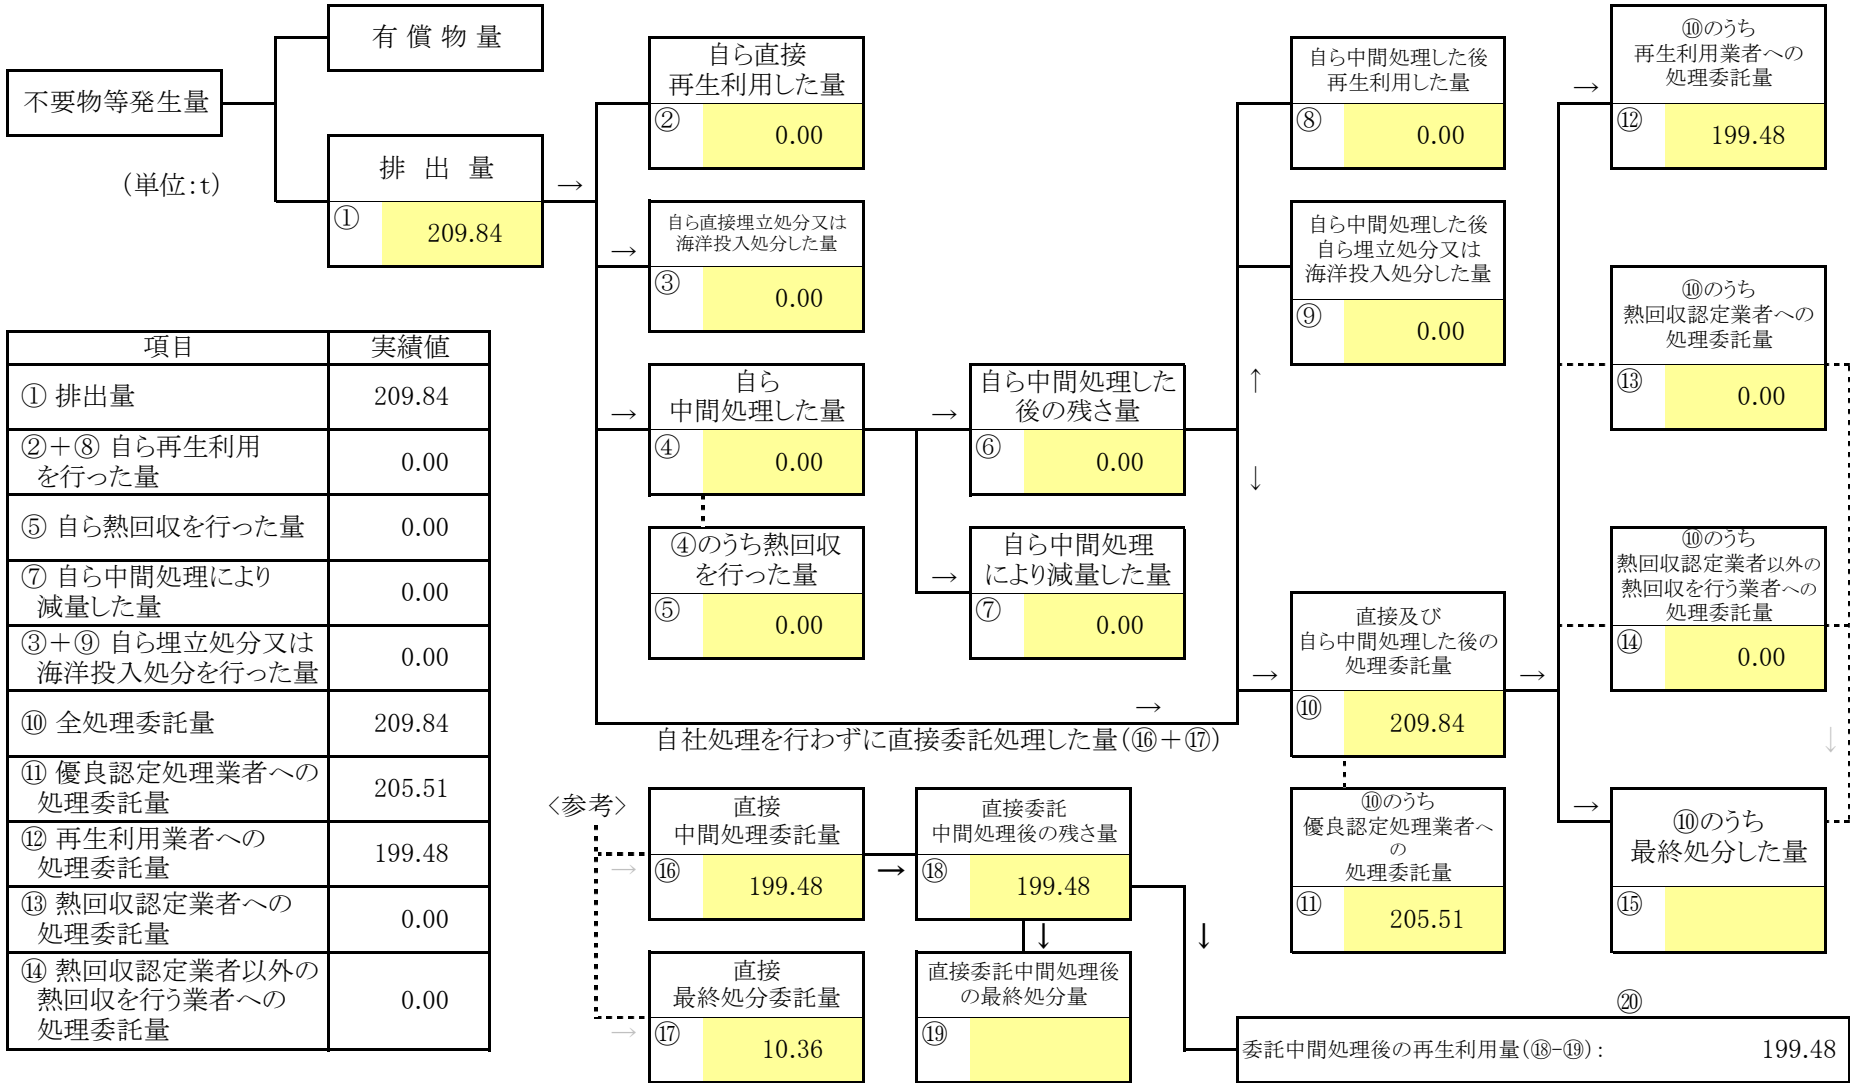 有 償 物 量
不要物等発生量
(単位:t)
排 出 量
→
① 209.84
自ら直接
再生利用した量
② 0.00
→
自ら直接埋立処分又は
海洋投入処分した量
③ 0.00
→
自ら
中間処理した量
④ 0.00
④のうち熱回収
を行った量
⑤ 0.00
→
自ら中間処理した
後の残さ量
⑥ 0.00
→
自ら中間処理
により減量した量
⑦ 0.00
自ら中間処理した後
再生利用した量
⑧ 0.00
自ら中間処理した後
自ら埋立処分又は
海洋投入処分した量
⑨ 0.00
↑
↓
→
自社処理を行わずに直接委託処理した量(⑯+⑰)
→
直接及び
自ら中間処理した後の
処理委託量
⑩ 209.84
⑩のうち
優良認定処理業者へ
の
処理委託量
⑪ 205.51
→
→
⑩のうち
再生利用業者への
処理委託量
⑫ 199.48
⑩のうち
熱回収認定業者への
処理委託量
⑬ 0.00
⑩のうち
熱回収認定業者以外の
熱回収を行う業者への
処理委託量
⑭ 0.00
↓
→
⑩のうち
最終処分した量
⑮
項目 実績値
① 排出量 209.84
②+⑧ 自ら再生利用
を行った量 0.00
⑤ 自ら熱回収を行った量 0.00
⑦ 自ら中間処理により
減量した量 0.00
③+⑨ 自ら埋立処分又は
海洋投入処分を行った量 0.00
⑩ 全処理委託量 209.84
⑪ 優良認定処理業者への
処理委託量 205.51
⑫ 再生利用業者への
処理委託量 199.48
⑬ 熱回収認定業者への
処理委託量 0.00
⑭ 熱回収認定業者以外の
熱回収を行う業者への
処理委託量 0.00
<参考>
→
直接
中間処理委託量
⑯ 199.48
→
直接
最終処分委託量
⑰ 10.36
→
直接委託
中間処理後の残さ量
⑱ 199.48
↓
↓
直接委託中間処理後
の最終処分量
⑲
⑳
委託中間処理後の再生利用量(⑱-⑲): 199.48